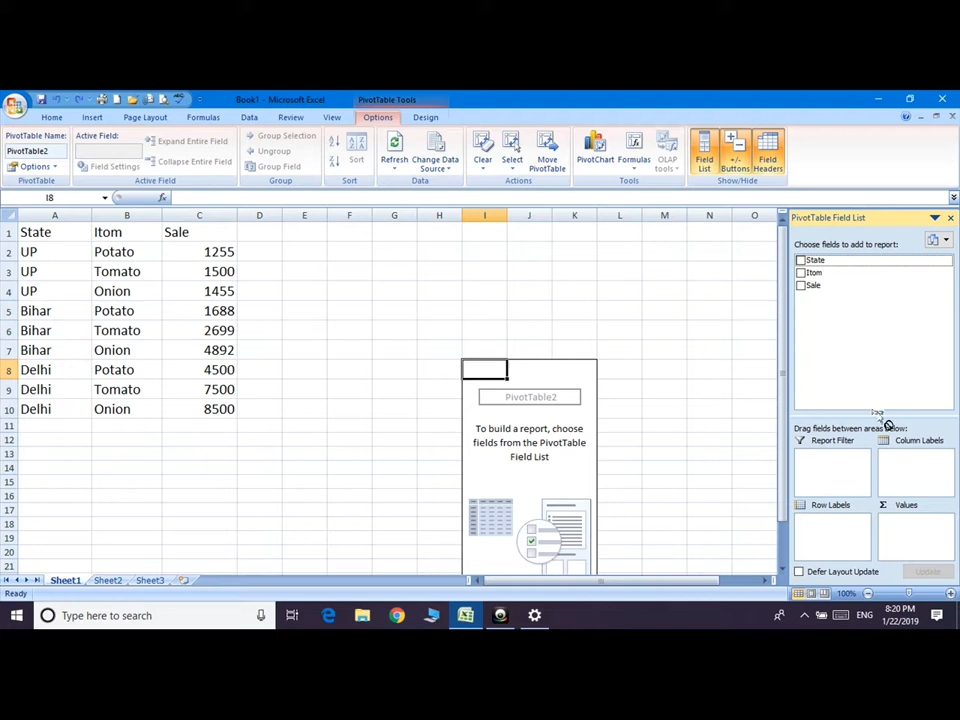 Book1 - Microsoft Excel
PivotTable Tools
Home Insert Page Layout Formulas Data Review View Options Design
PivotTable Name:
PivotTable2
Options
PivotTable
Active Field:
Field Settings
Expand Entire Field
Collapse Entire Field
Active Field
Group Selection
Ungroup
Group Field
Group
Sort
Sort
Refresh
Change Data
Source
Data
Clear
Select
Move
PivotTable
Actions
PivotChart
Formulas
OLAP
tools
Tools
Field
List
+/-
Buttons
Field
Headers
Show/Hide
I8
fx
A B C D E F G H I J K L M N O
1 State Itom Sale
2 UP Potato 1255
3 UP Tomato 1500
4 UP Onion 1455
5 Bihar Potato 1688
6 Bihar Tomato 2699
7 Bihar Onion 4892
8 Delhi Potato 4500
9 Delhi Tomato 7500
10 Delhi Onion 8500
11
12
13
14
15
16
17
18
19
20
21
PivotTable2
To build a report, choose
fields from the PivotTable
Field List
PivotTable Field List
Choose fields to add to report:
State
Itom
Sale
Drag fields between areas below:
Report Filter
Column Labels
Row Labels
Σ Values
Defer Layout Update
Update
Sheet1 Sheet2 Sheet3
Ready
100%
Type here to search
ENG
8:20 PM
1/22/2019